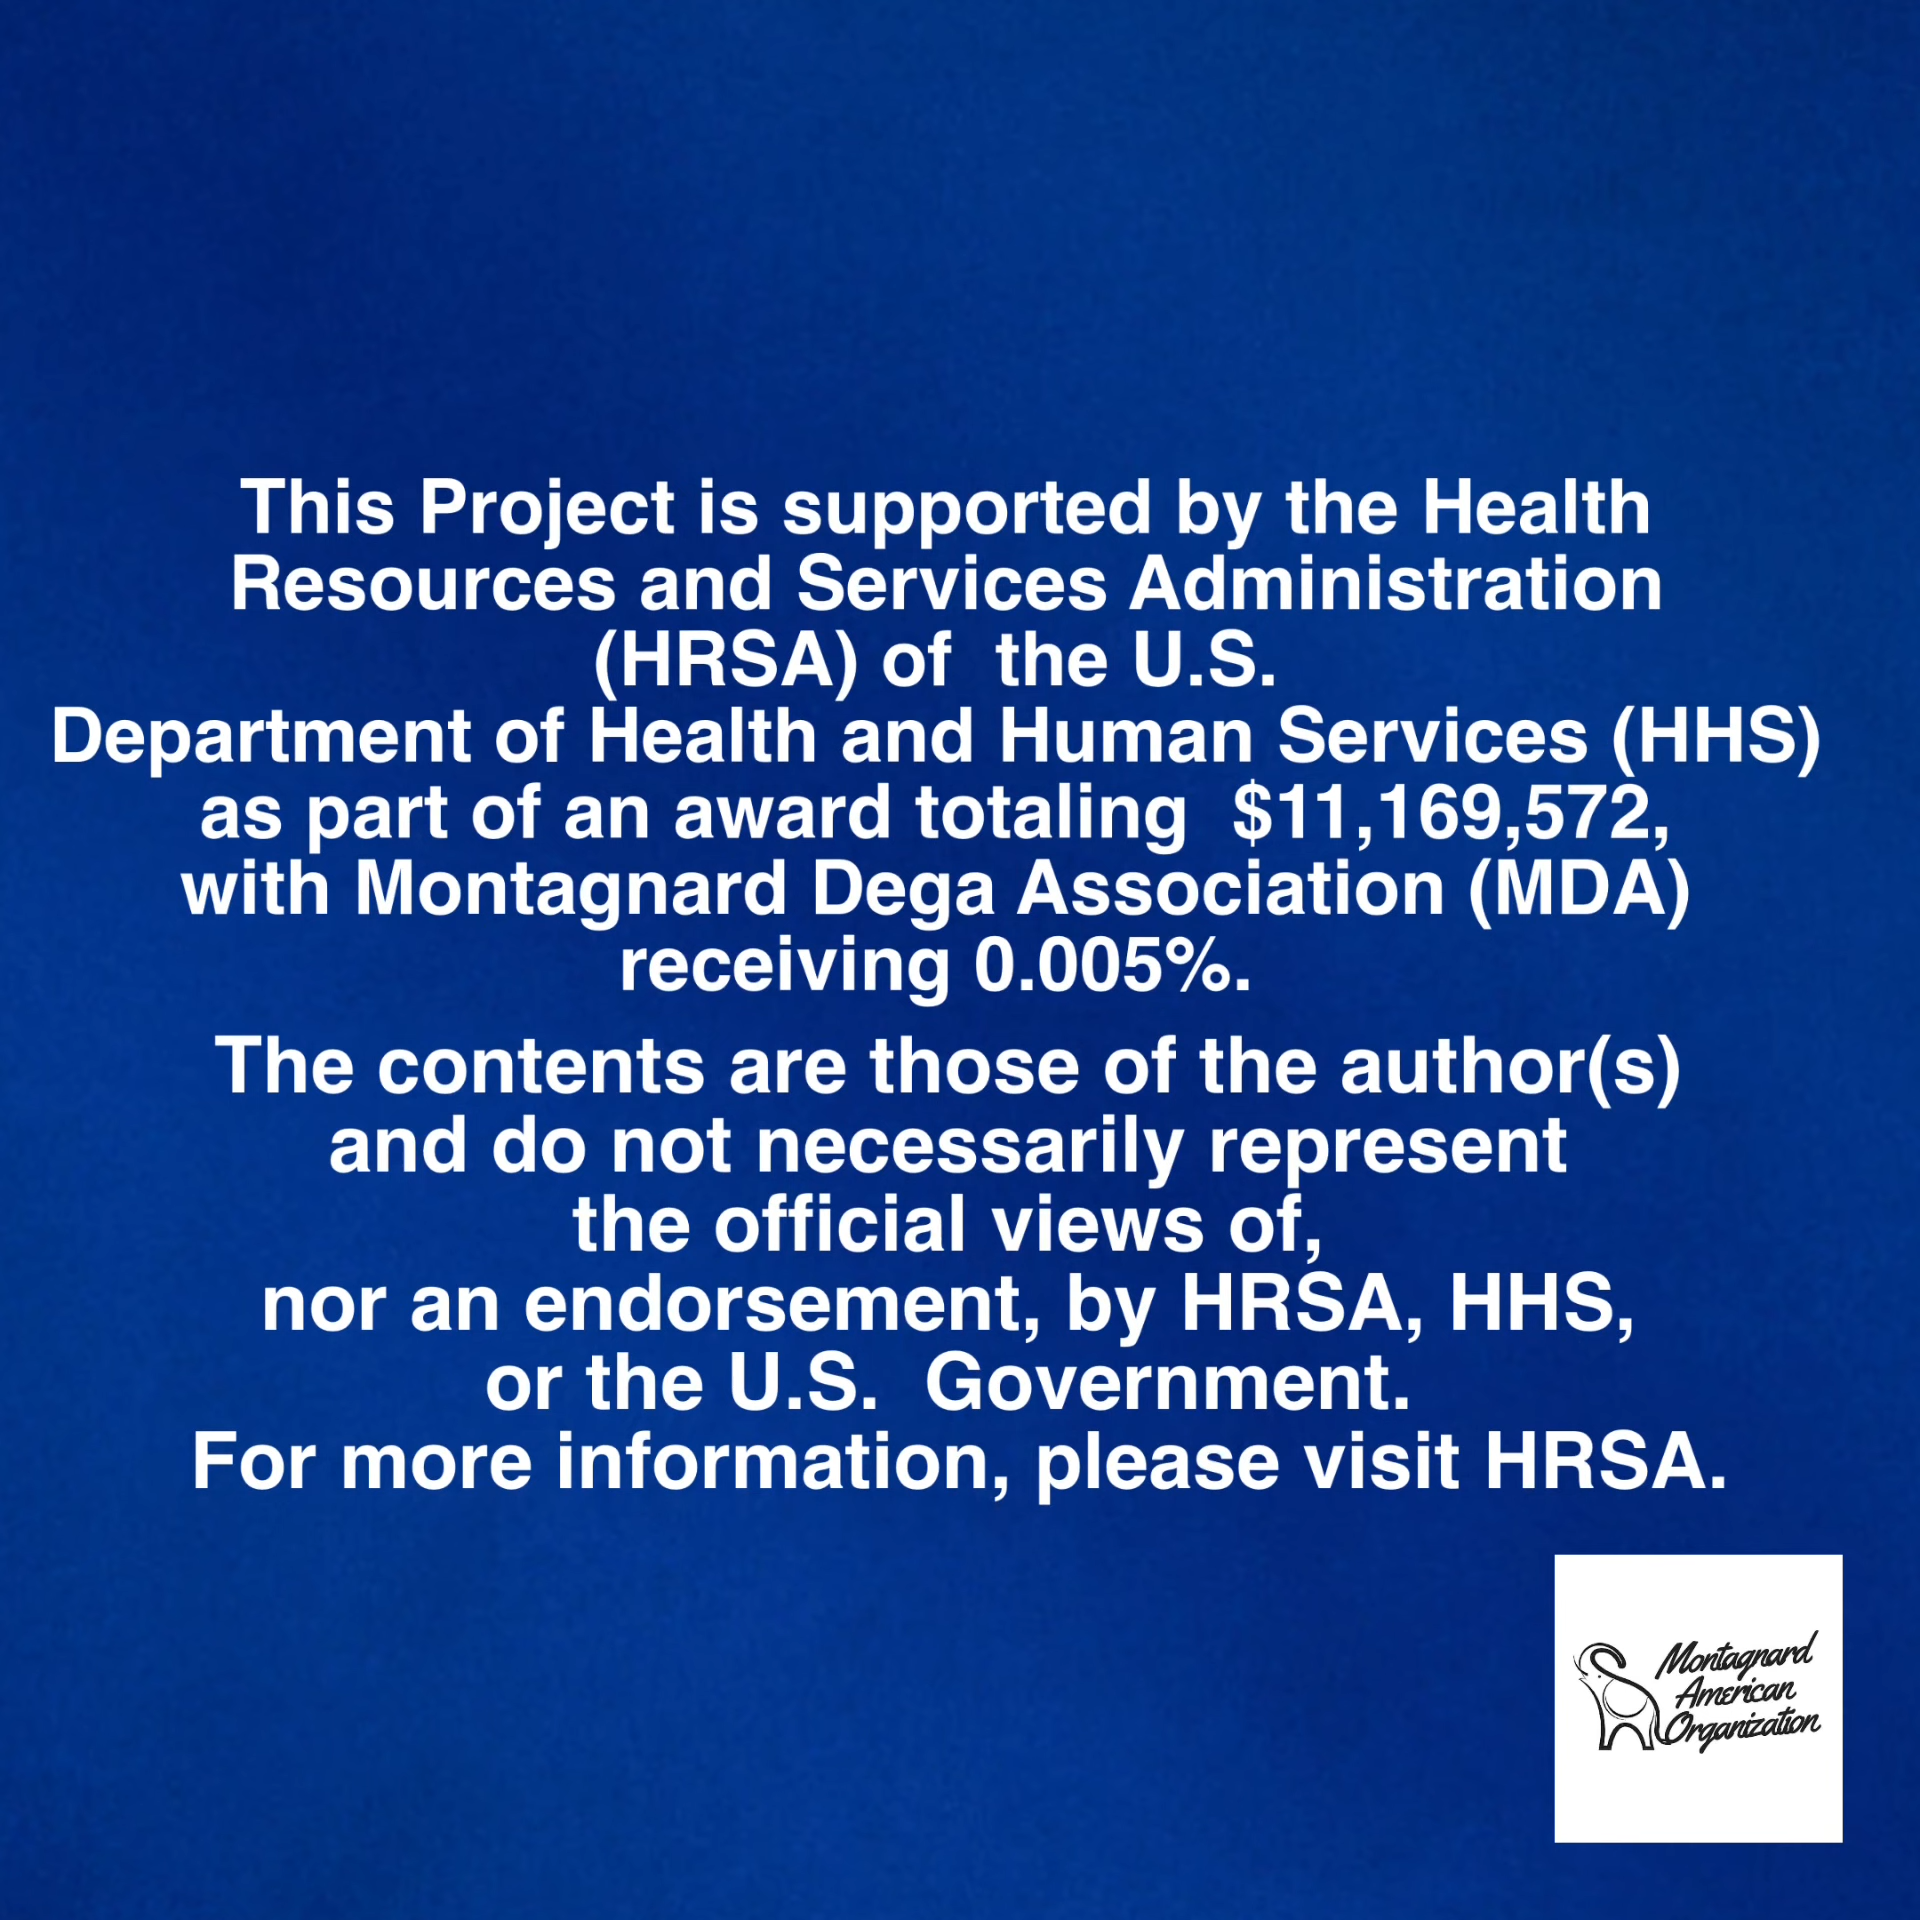 This Project is supported by the Health
Resources and Services Administration
(HRSA) of  the U.S.
Department of Health and Human Services (HHS)
as part of an award totaling  $11,169,572,
with Montagnard Dega Association (MDA)
receiving 0.005%.
The contents are those of the author(s)
and do not necessarily represent
the official views of,
nor an endorsement, by HRSA, HHS,
or the U.S.  Government.
For more information, please visit HRSA.
Montagnard
American
Organization